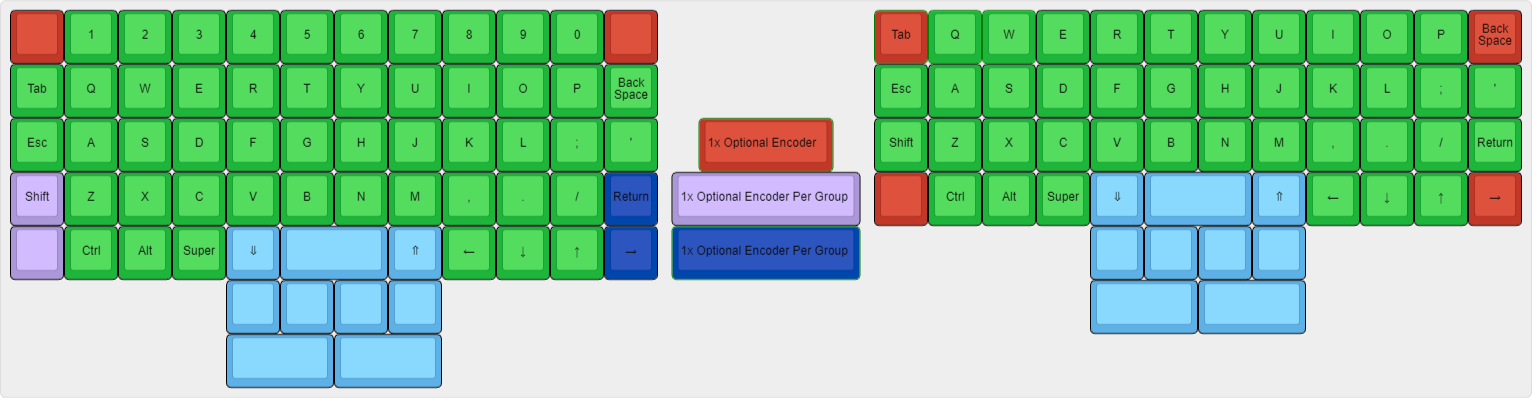 1 2 3 4 5 6 7 8 9 0
Tab Q W E R T Y U I O P Back Space
Esc A S D F G H J K L ; '
Shift Z X C V B N M , . / Return
Ctrl Alt Super ⇓ ⇑ ← ↓ ↑ →
1x Optional Encoder
1x Optional Encoder Per Group
1x Optional Encoder Per Group
Tab Q W E R T Y U I O P Back Space
Esc A S D F G H J K L ; '
Shift Z X C V B N M , . / Return
Ctrl Alt Super ⇓ ⇑ ← ↓ ↑ →